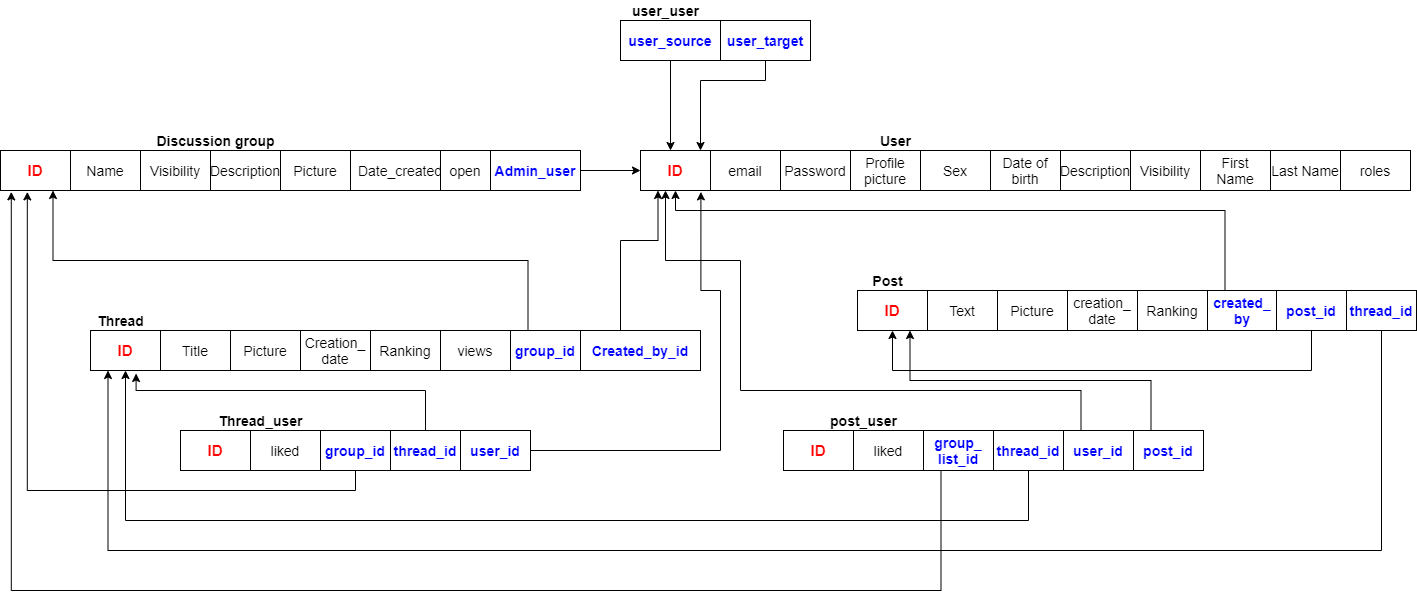 user_user
user_source user_target
Discussion group
ID Name Visibility Description Picture Date_created open Admin_user
User
ID email Password Profile picture Sex Date of birth Description Visibility First Name Last Name roles
Post
ID Text Picture creation_ date Ranking created_ by post_id thread_id
Thread
ID Title Picture Creation_ date Ranking views group_id Created_by_id
Thread_user
ID liked group_id thread_id user_id
post_user
ID liked group_ list_id thread_id user_id post_id